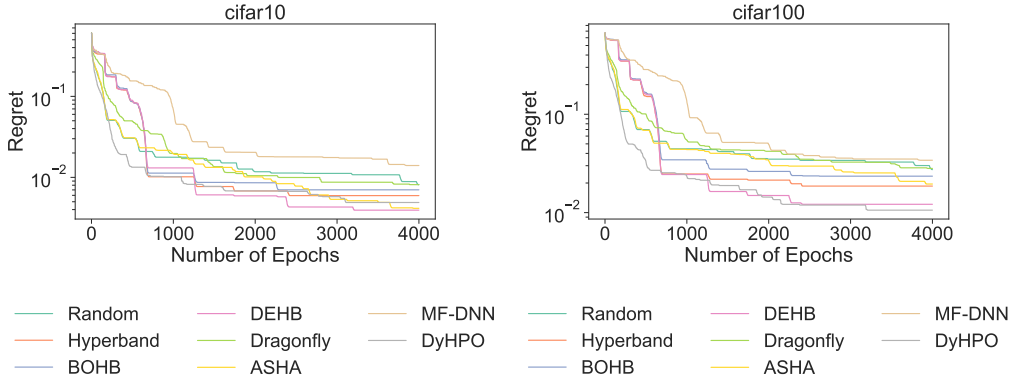 cifar10
Regret
10⁻¹
10⁻²
0 1000 2000 3000 4000
Number of Epochs
cifar100
Regret
10⁻¹
10⁻²
0 1000 2000 3000 4000
Number of Epochs
Random DEHB MF-DNN
Hyperband Dragonfly DyHPO
BOHB ASHA
Random DEHB MF-DNN
Hyperband Dragonfly DyHPO
BOHB ASHA